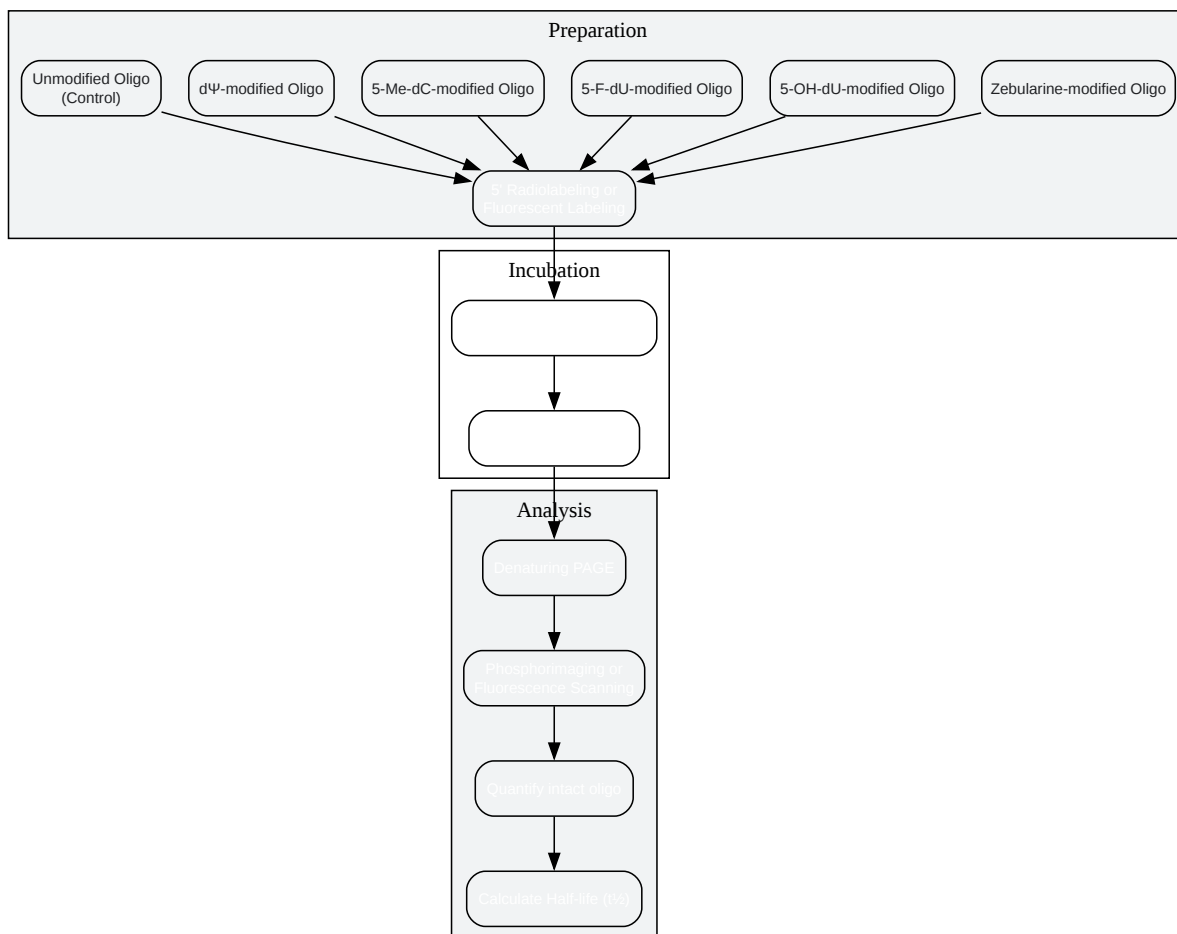 Preparation
Unmodified Oligo
(Control)
dΨ-modified Oligo
5-Me-dC-modified Oligo
5-F-dU-modified Oligo
5-OH-dU-modified Oligo
Zebularine-modified Oligo
5' Radiolabeling or
Fluorescent Labeling
Incubation
Analysis
Denaturing PAGE
Phosphorimaging or
Fluorescence Scanning
Quantify intact oligo
Calculate Half-life (t½)